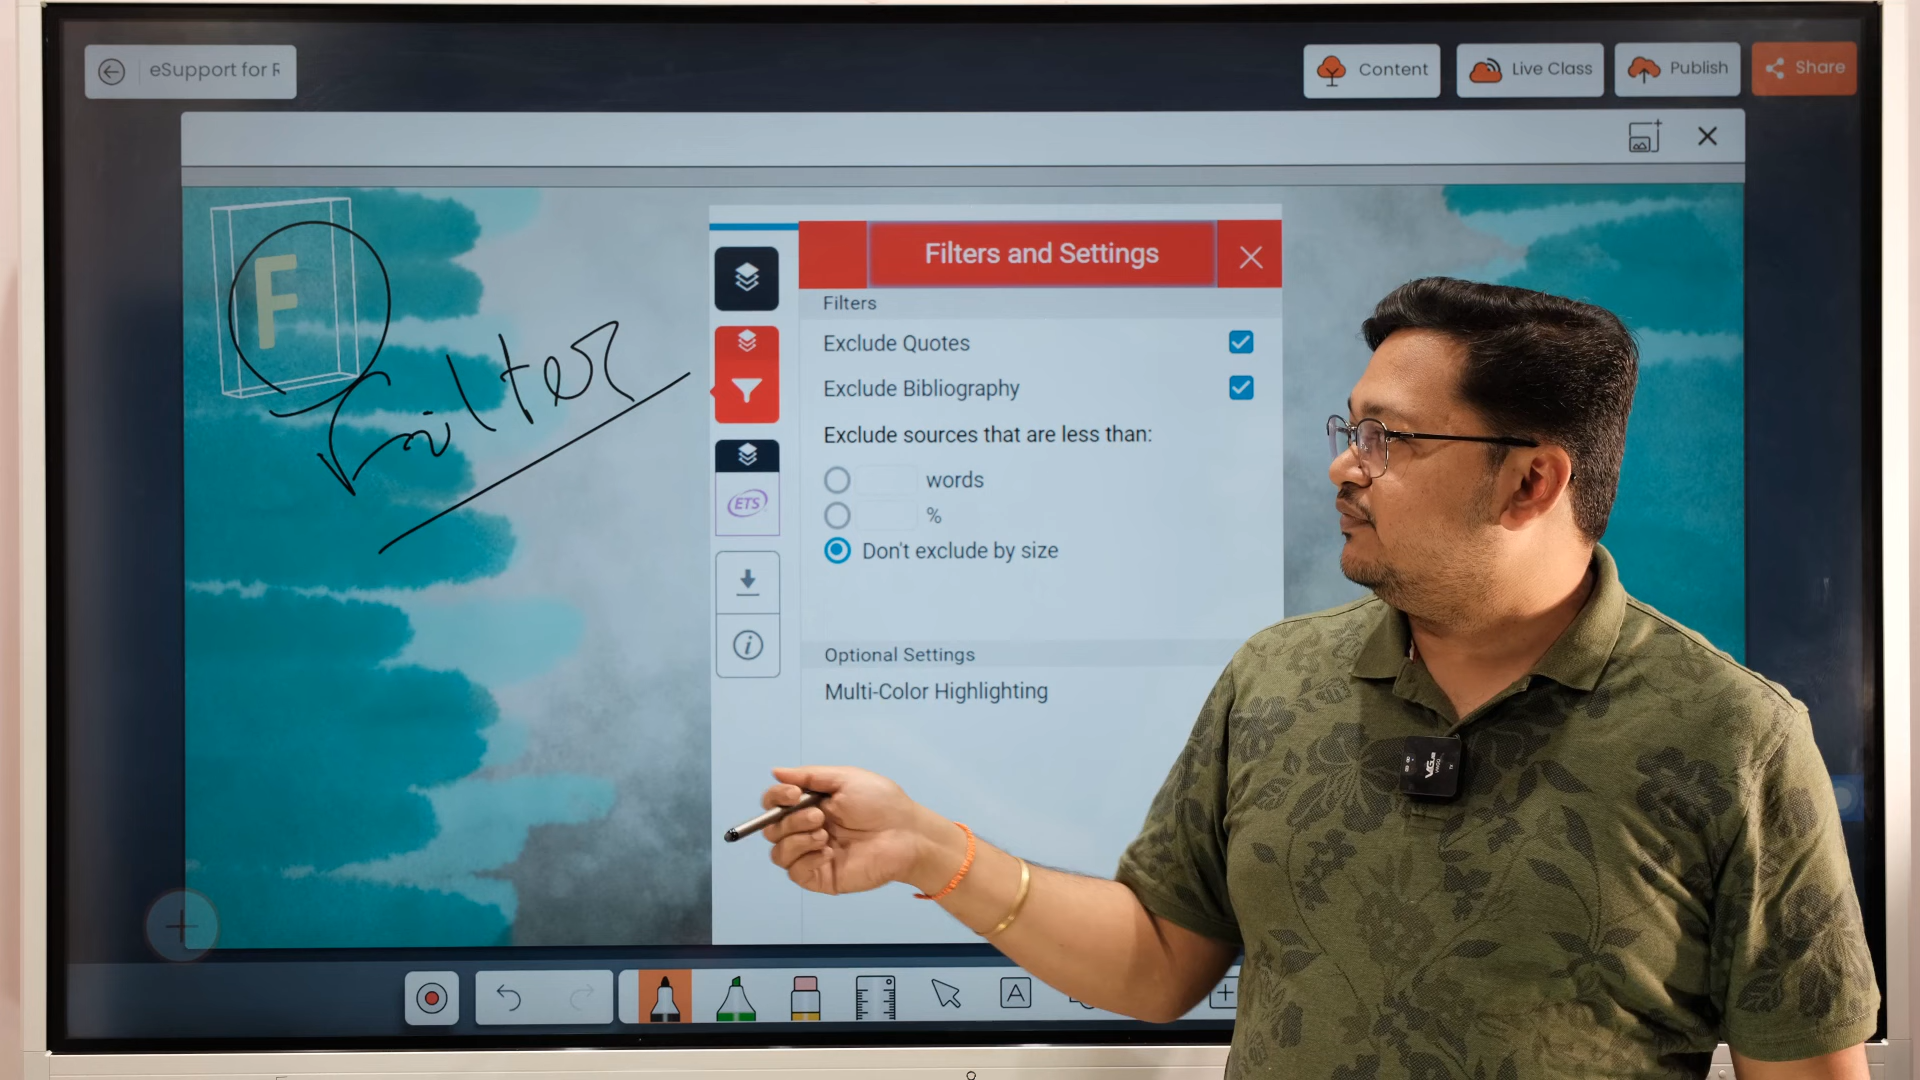 eSupport for R
Content
Live Class
Publish
Share
F
Failter
Filters and Settings
Filters
Exclude Quotes
Exclude Bibliography
Exclude sources that are less than:
words
%
Don't exclude by size
ETS
i
Optional Settings
Multi-Color Highlighting
A